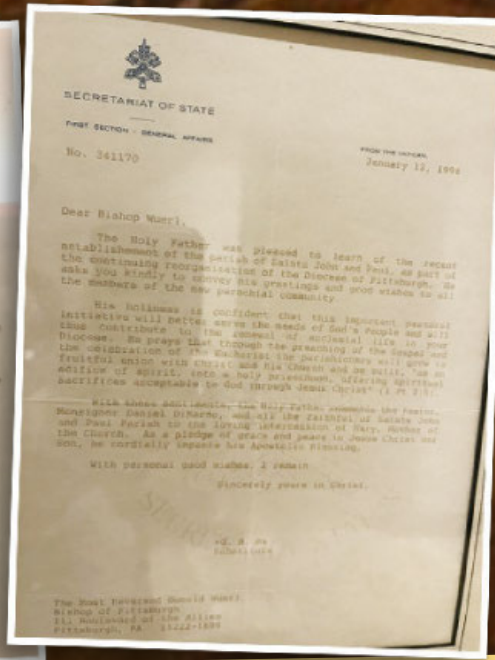 SECRETARIAT OF STATE
FIRST SECTION - GENERAL AFFAIRS
FROM THE VATICAN,
No. 341170
January 12, 1994
Dear Bishop Wuerl,
The Holy Father was pleased to learn of the recent
establishment of the parish of Saints John and Paul, as part of
the continuing reorganization of the Diocese of Pittsburgh. He
asks you kindly to convey his greetings and good wishes to all
the members of the new parochial community.
His Holiness is confident that this important pastoral
initiative will better serve the needs of God's People and will
thus contribute to the renewal of ecclesial life in your
Diocese. He prays that through the preaching of the Gospel and
the celebration of the Eucharist the parishioners will grow in
fruitful union with Christ and his Church and be built, "as an
edifice of spirit, into a holy priesthood, offering spiritual
sacrifices acceptable to God through Jesus Christ" (1 Pt 2:5).
With these sentiments, the Holy Father commends the Pastor,
Monsignor Daniel DiNardo, and all the faithful of Saints John
and Paul Parish to the loving intercession of Mary, Mother of
the Church. As a pledge of grace and peace in Jesus Christ our
Son, he cordially imparts his Apostolic Blessing.
With personal good wishes, I remain
Sincerely yours in Christ,
Substitute
The Most Reverend Donald Wuerl
Bishop of Pittsburgh
111 Boulevard of the Allies
Pittsburgh, PA 15222-1698